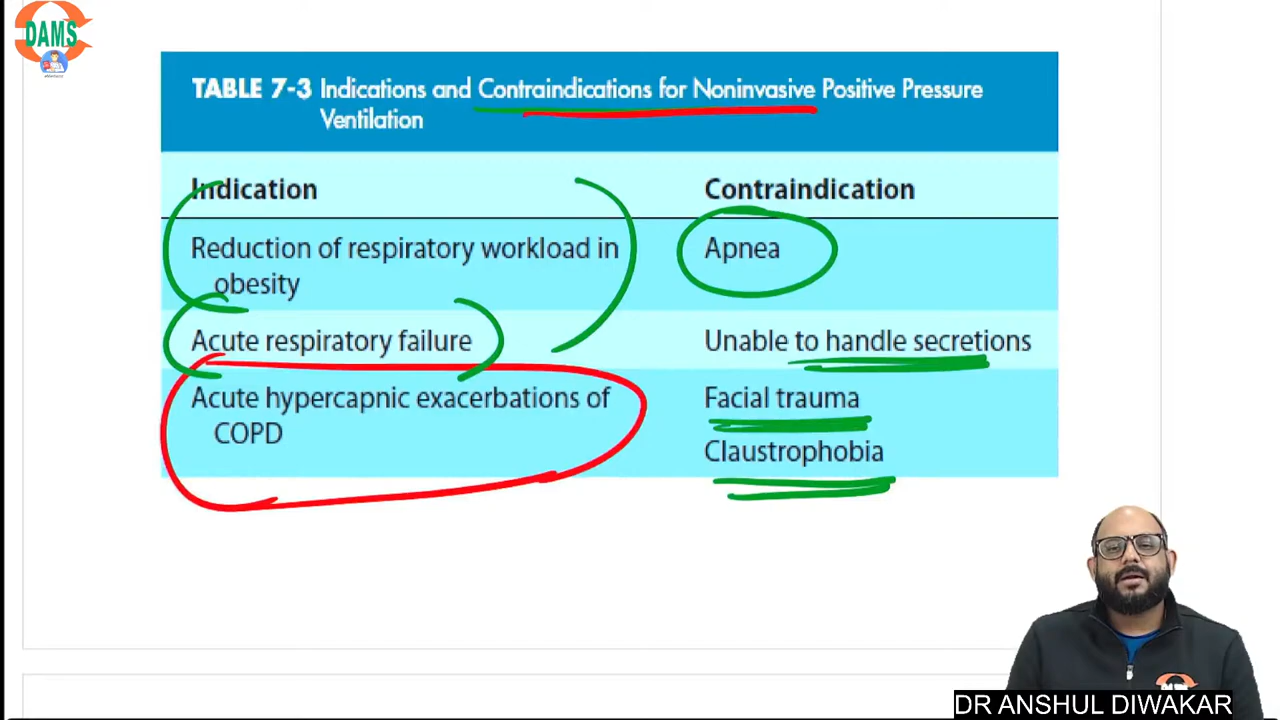 DAMS
TABLE 7-3 Indications and Contraindications for Noninvasive Positive Pressure
Ventilation
Indication
Contraindication
Reduction of respiratory workload in
obesity
Apnea
Acute respiratory failure
Unable to handle secretions
Acute hypercapnic exacerbations of
COPD
Facial trauma
Claustrophobia
DR ANSHUL DIWAKAR